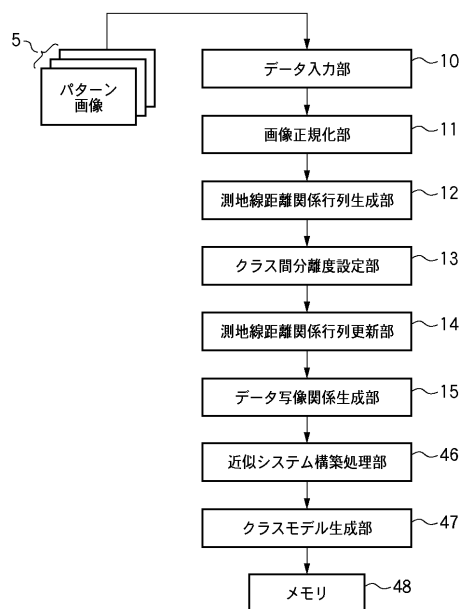 5
パターン
画像
データ入力部
10
画像正規化部
11
測地線距離関係行列生成部
12
クラス間分離度設定部
13
測地線距離関係行列更新部
14
データ写像関係生成部
15
近似システム構築処理部
46
クラスモデル生成部
47
メモリ
48